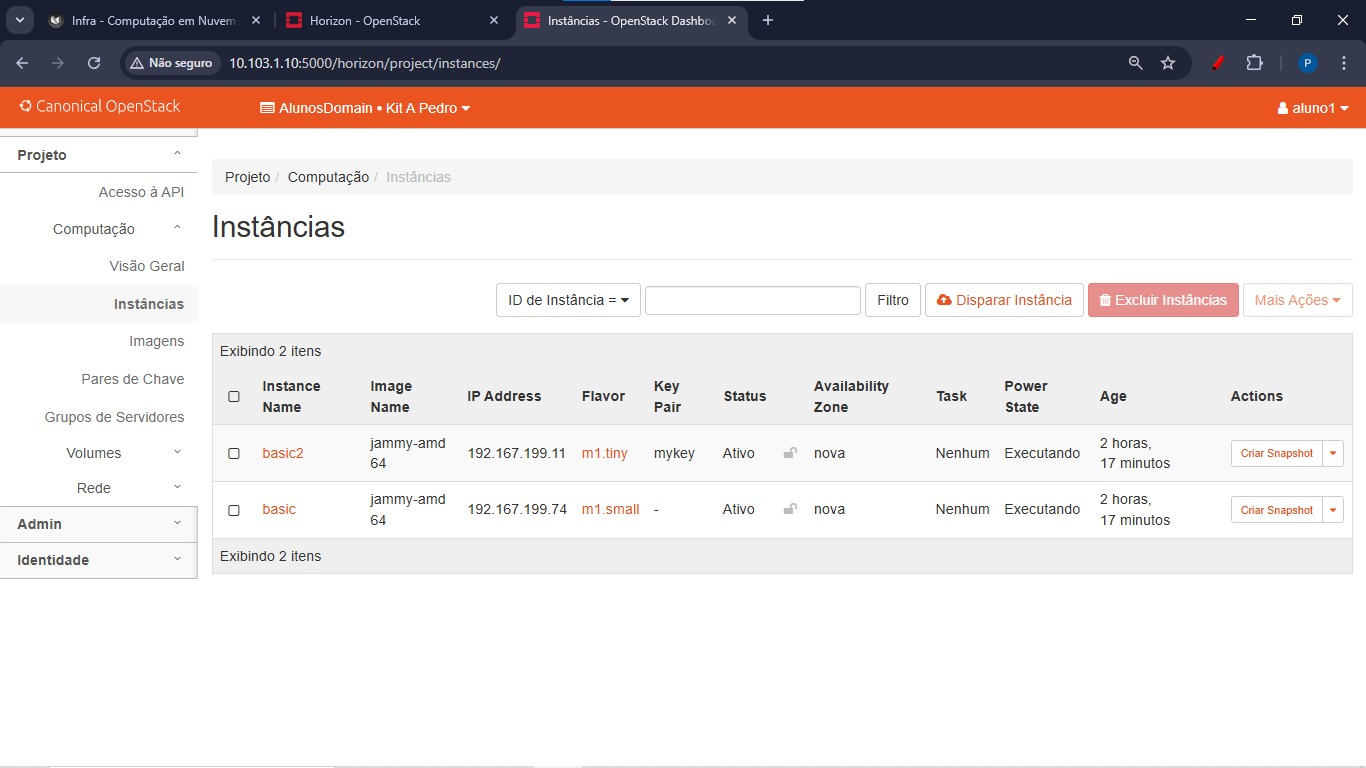 Infra - Computação em Nuvem
Horizon - OpenStack
Instâncias - OpenStack Dashboa
Não seguro
10.103.1.10:5000/horizon/project/instances/
P
Canonical OpenStack
AlunosDomain • Kit A Pedro
aluno1
Projeto
Acesso à API
Computação
Visão Geral
Instâncias
Imagens
Pares de Chave
Grupos de Servidores
Volumes
Rede
Admin
Identidade
Projeto / Computação / Instâncias
Instâncias
ID de Instância =
Filtro
Disparar Instância
Excluir Instâncias
Mais Ações
Exibindo 2 itens
Instance Name
Image Name
IP Address
Flavor
Key Pair
Status
Availability Zone
Task
Power State
Age
Actions
basic2
jammy-amd
64
192.167.199.11
m1.tiny
mykey
Ativo
nova
Nenhum
Executando
2 horas,
17 minutos
Criar Snapshot
basic
jammy-amd
64
192.167.199.74
m1.small
-
Ativo
nova
Nenhum
Executando
2 horas,
17 minutos
Criar Snapshot
Exibindo 2 itens